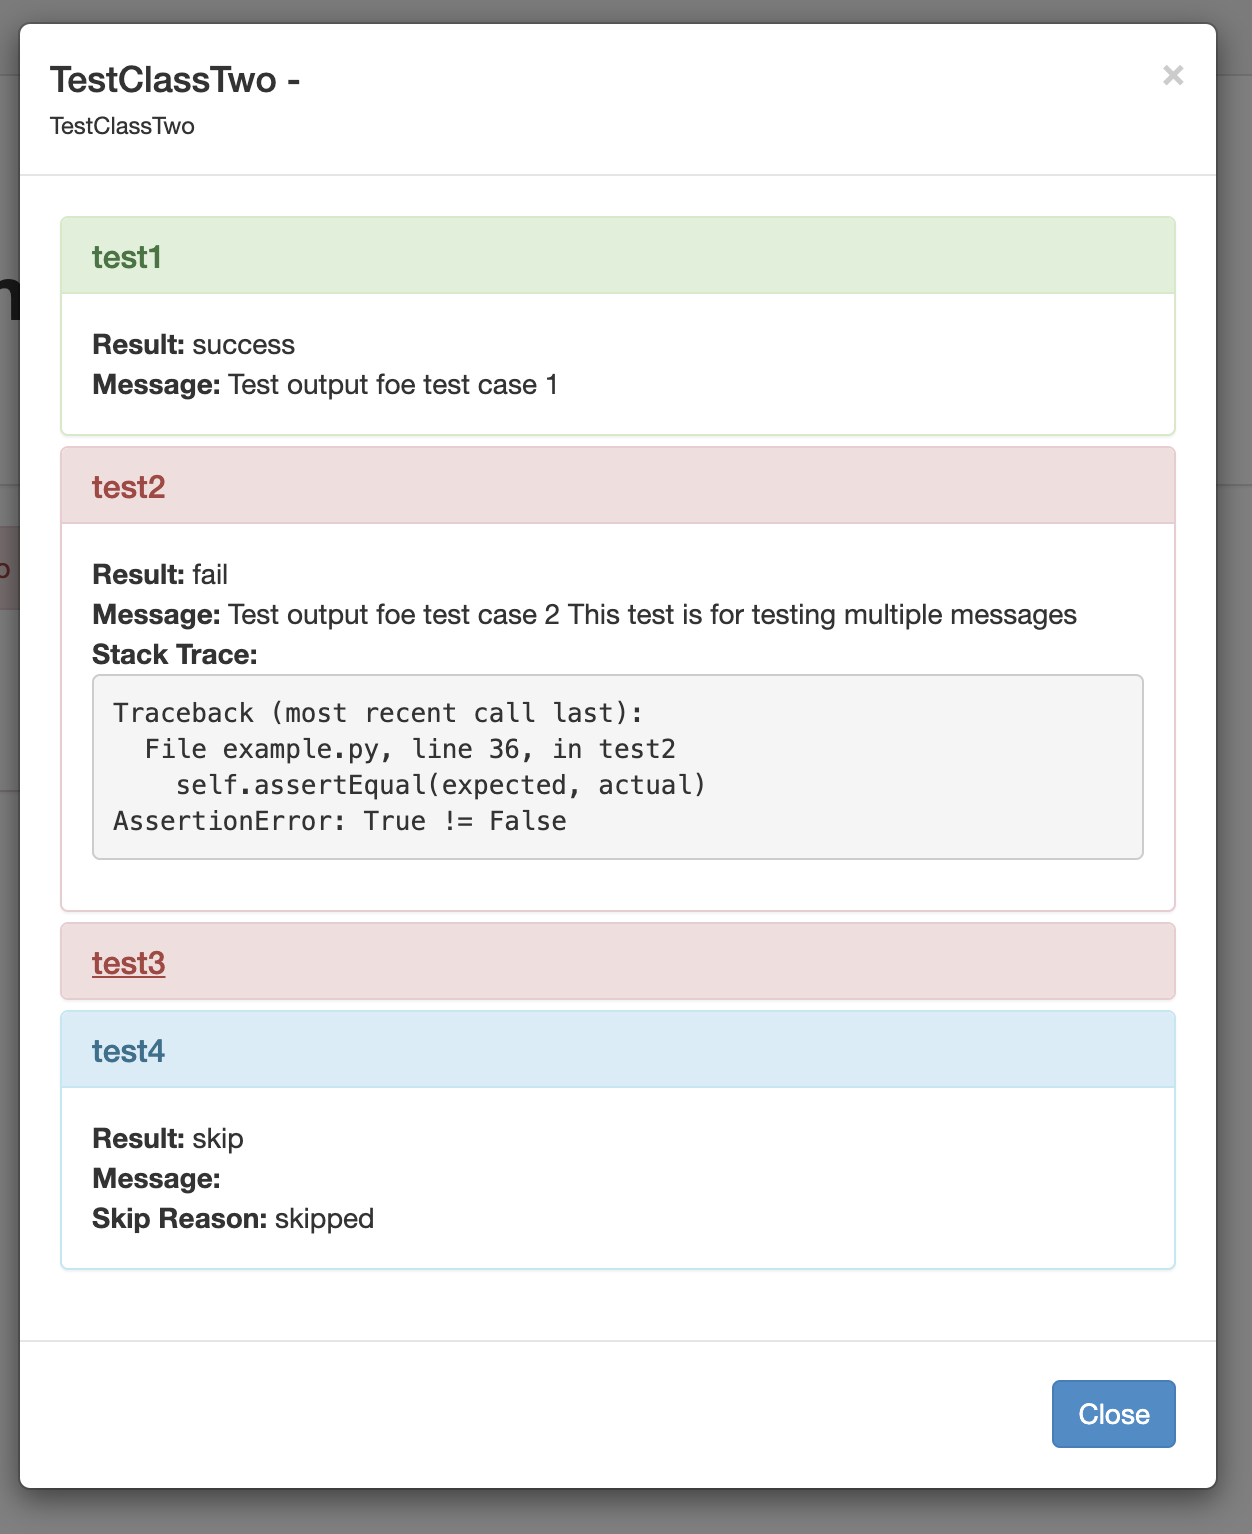 TestClassTwo -
×
TestClassTwo
test1
Result: success
Message: Test output foe test case 1
test2
Result: fail
Message: Test output foe test case 2 This test is for testing multiple messages
Stack Trace:
Traceback (most recent call last):
  File example.py, line 36, in test2
    self.assertEqual(expected, actual)
AssertionError: True != False
test3
test4
Result: skip
Message:
Skip Reason: skipped
Close